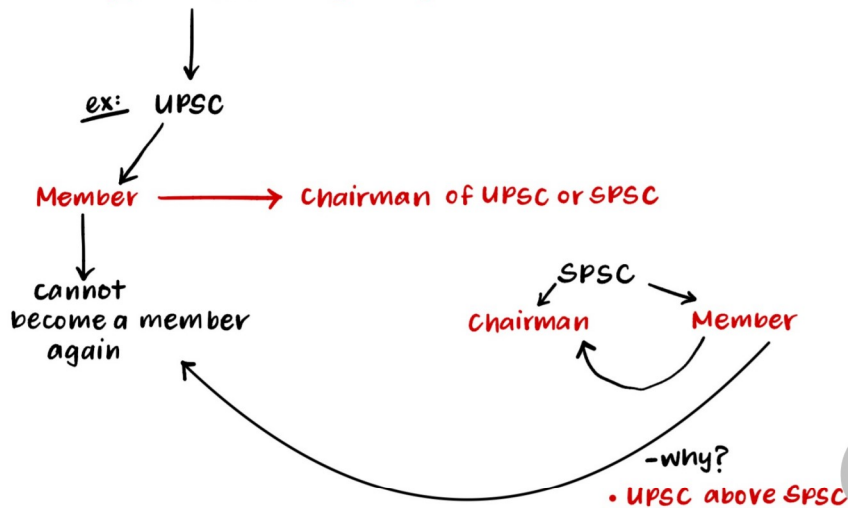 ex: UPSC
Member
Chairman of UPSC or SPSC
cannot
become a member
again
SPSC
Chairman
Member
-why?
• UPSC above SPSC